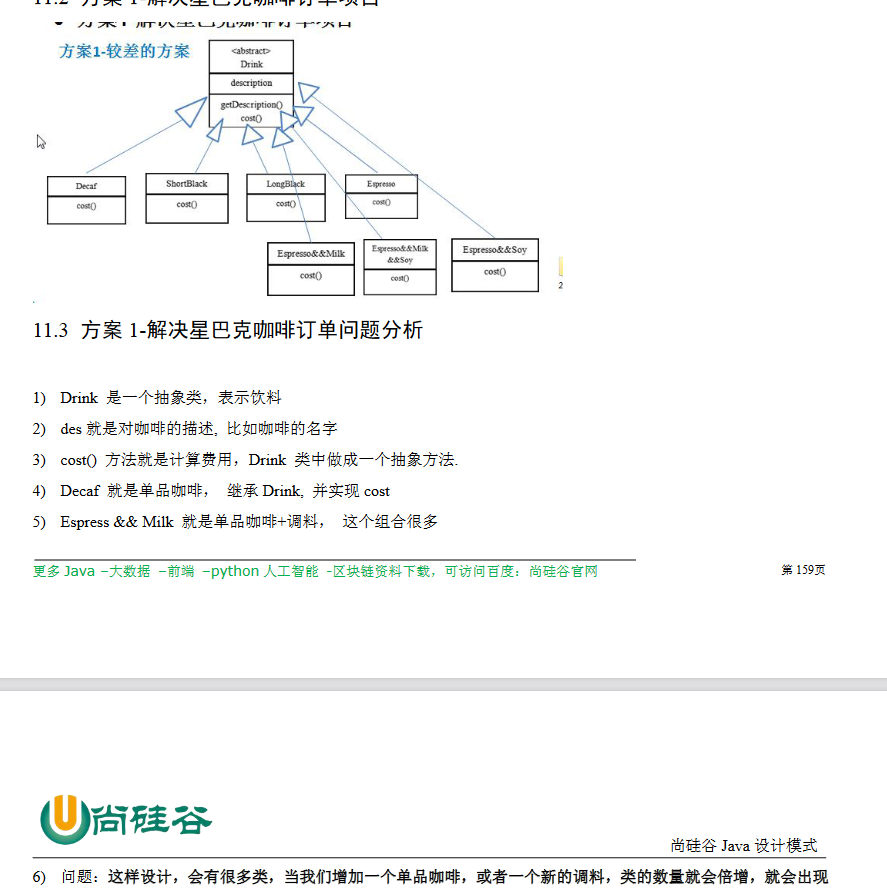 11.2 方案 1-解决星巴克咖啡订单项目
方案 1-解决星巴克咖啡订单项目
方案1-较差的方案
<abstract>
Drink
description
getDescription()
cost()
Decaf
cost()
ShortBlack
cost()
LongBlack
cost()
Espresso
cost()
Espresso&&Milk
cost()
Espresso&&Milk
&&Soy
cost()
Espresso&&Soy
cost()
2
11.3 方案 1-解决星巴克咖啡订单问题分析
1) Drink 是一个抽象类，表示饮料
2) des 就是对咖啡的描述, 比如咖啡的名字
3) cost() 方法就是计算费用，Drink 类中做成一个抽象方法.
4) Decaf 就是单品咖啡， 继承 Drink, 并实现 cost
5) Espress && Milk 就是单品咖啡+调料， 这个组合很多
更多 Java –大数据 –前端 –python 人工智能 -区块链资料下载，可访问百度：尚硅谷官网
第 159页
尚硅谷
尚硅谷 Java 设计模式
6) 问题：这样设计，会有很多类，当我们增加一个单品咖啡，或者一个新的调料，类的数量就会倍增，就会出现